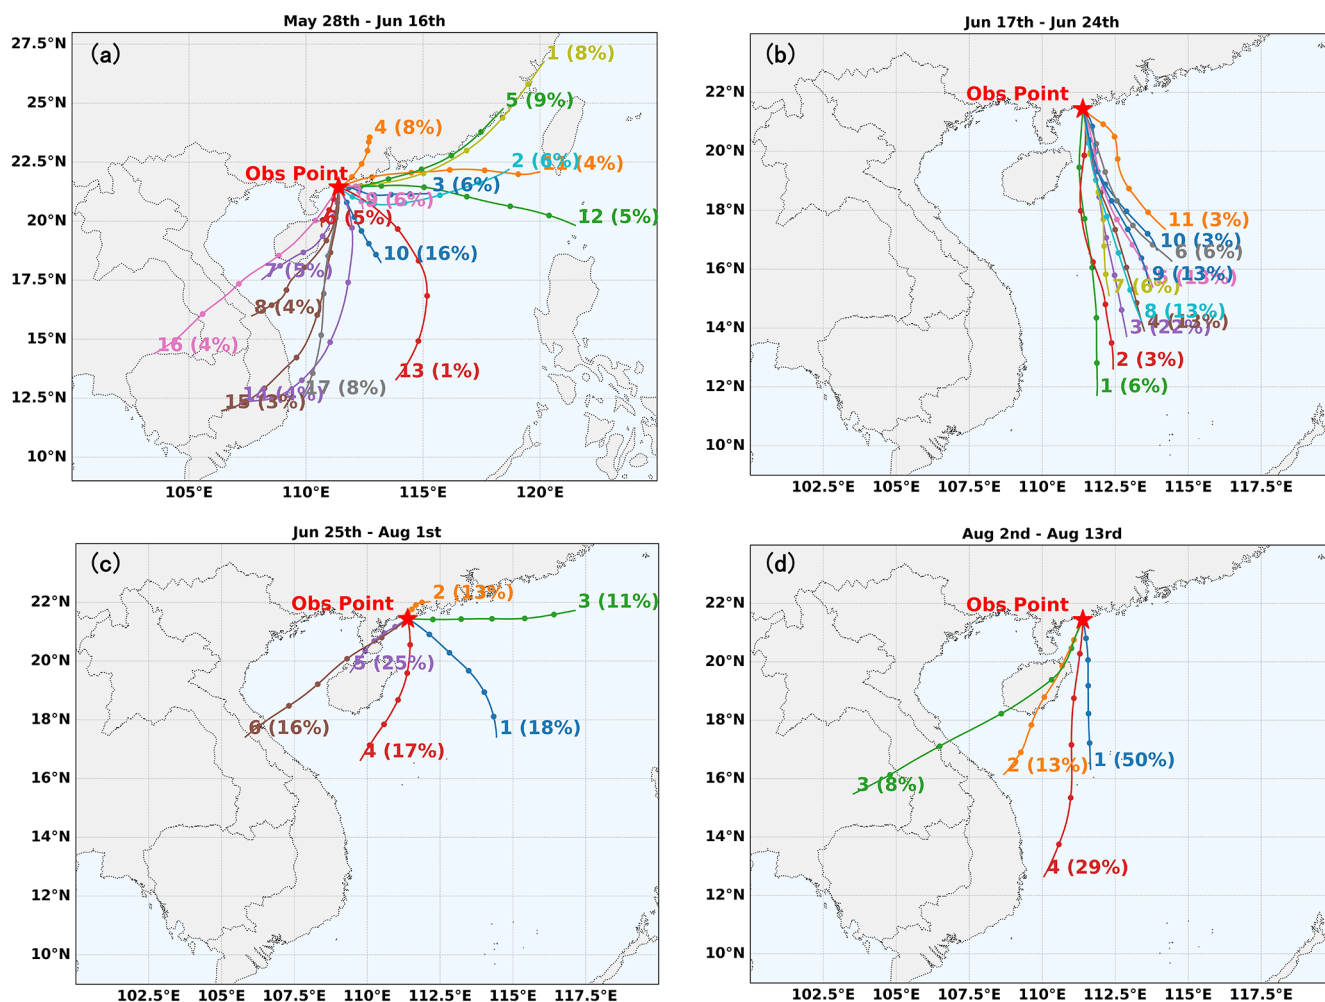 May 28th - Jun 16th
(a)
27.5°N
25°N
22.5°N
20°N
17.5°N
15°N
12.5°N
10°N
105°E
110°E
115°E
120°E
Obs Point
1 (8%)
5 (9%)
4 (8%)
2 (6%)
(4%)
3 (6%)
9 (6%)
12 (5%)
(5%)
10 (16%)
7 (5%)
8 (4%)
16 (4%)
13 (1%)
17 (8%)
14 (4%)
15 (3%)
Jun 17th - Jun 24th
(b)
22°N
20°N
18°N
16°N
14°N
12°N
10°N
102.5°E
105°E
107.5°E
110°E
112.5°E
115°E
117.5°E
Obs Point
11 (3%)
10 (3%)
6 (6%)
9 (13%)
(13%)
7 (6%)
8 (13%)
4 (13%)
3 (22%)
2 (3%)
1 (6%)
Jun 25th - Aug 1st
(c)
22°N
20°N
18°N
16°N
14°N
12°N
10°N
102.5°E
105°E
107.5°E
110°E
112.5°E
115°E
117.5°E
Obs Point
2 (13%)
3 (11%)
5 (25%)
6 (16%)
1 (18%)
4 (17%)
Aug 2nd - Aug 13rd
(d)
22°N
20°N
18°N
16°N
14°N
12°N
10°N
102.5°E
105°E
107.5°E
110°E
112.5°E
115°E
117.5°E
Obs Point
1 (50%)
2 (13%)
3 (8%)
4 (29%)